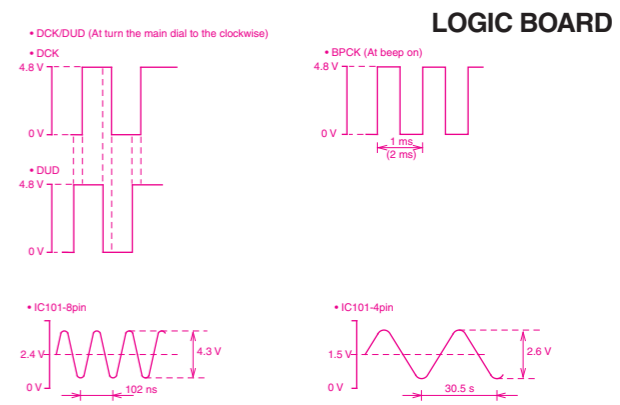 LOGIC BOARD
• DCK/DUD (At turn the main dial to the clockwise)
• DCK
4.8 V
0 V
• DUD
4.8 V
0 V
• BPCK (At beep on)
4.8 V
0 V
1 ms
(2 ms)
• IC101-8pin
2.4 V
4.3 V
0 V
102 ns
• IC101-4pin
1.5 V
2.6 V
0 V
30.5 s